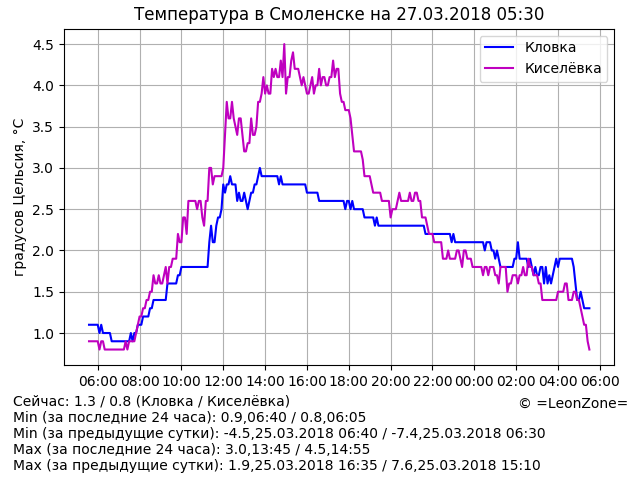 Температура в Смоленске на 27.03.2018 05:30
Кловка
Киселёвка
градусов Цельсия, °C
4.5
4.0
3.5
3.0
2.5
2.0
1.5
1.0
06:00 08:00 10:00 12:00 14:00 16:00 18:00 20:00 22:00 00:00 02:00 04:00 06:00
Сейчас: 1.3 / 0.8 (Кловка / Киселёвка)
© =LeonZone=
Min (за последние 24 часа): 0.9,06:40 / 0.8,06:05
Min (за предыдущие сутки): -4.5,25.03.2018 06:40 / -7.4,25.03.2018 06:30
Max (за последние 24 часа): 3.0,13:45 / 4.5,14:55
Max (за предыдущие сутки): 1.9,25.03.2018 16:35 / 7.6,25.03.2018 15:10